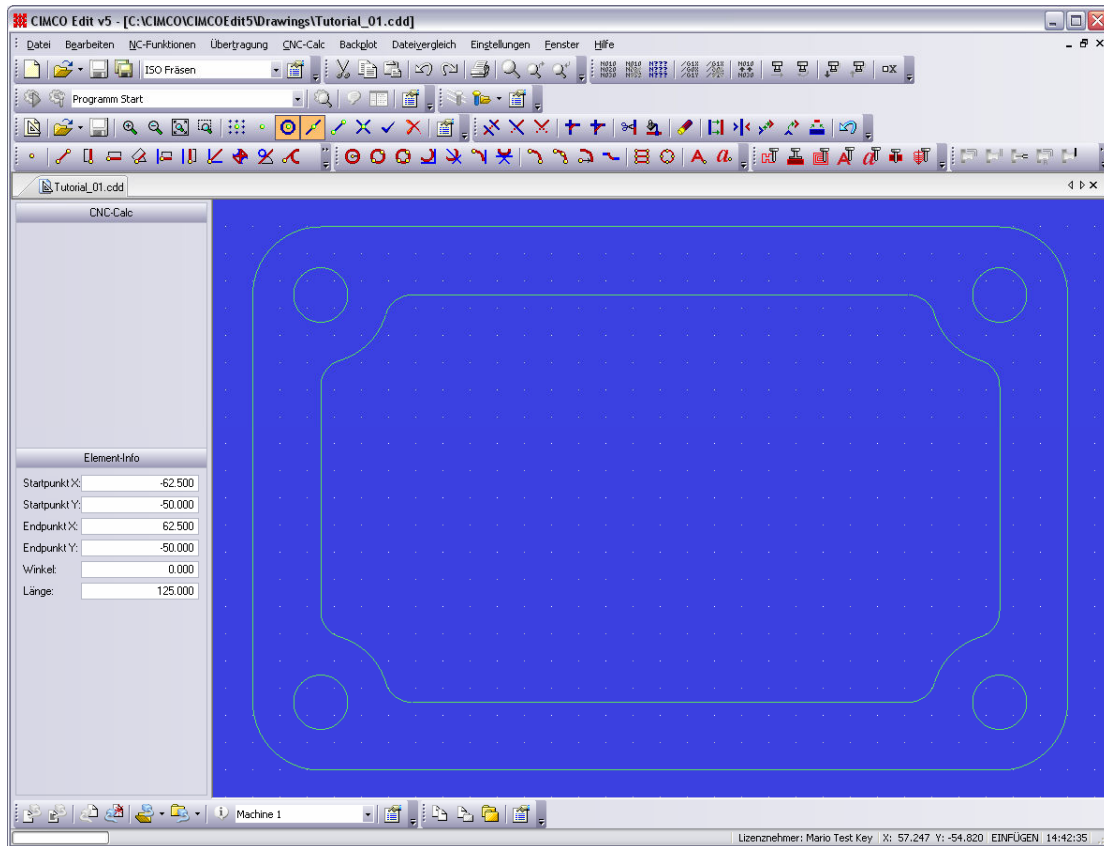 CIMCO Edit v5 - [C:\CIMCO\CIMCOEdit5\Drawings\Tutorial_01.cdd]
Datei Bearbeiten NC-Funktionen Übertragung CNC-Calc Backplot Dateivergleich Einstellungen Fenster Hilfe
ISO Fräsen
Programm Start
Tutorial_01.cdd
CNC-Calc
Element-Info
Startpunkt X: -62.500
Startpunkt Y: -50.000
Endpunkt X: 62.500
Endpunkt Y: -50.000
Winkel: 0.000
Länge: 125.000
Machine 1
Lizenznehmer: Mario Test Key X: 57.247 Y: -54.820 EINFÜGEN 14:42:35